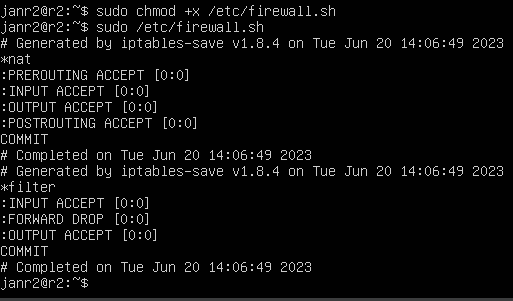 janr2@r2:~$ sudo chmod +x /etc/firewall.sh
janr2@r2:~$ sudo /etc/firewall.sh
# Generated by iptables-save v1.8.4 on Tue Jun 20 14:06:49 2023
*nat
:PREROUTING ACCEPT [0:0]
:INPUT ACCEPT [0:0]
:OUTPUT ACCEPT [0:0]
:POSTROUTING ACCEPT [0:0]
COMMIT
# Completed on Tue Jun 20 14:06:49 2023
# Generated by iptables-save v1.8.4 on Tue Jun 20 14:06:49 2023
*filter
:INPUT ACCEPT [0:0]
:FORWARD DROP [0:0]
:OUTPUT ACCEPT [0:0]
COMMIT
# Completed on Tue Jun 20 14:06:49 2023
janr2@r2:~$